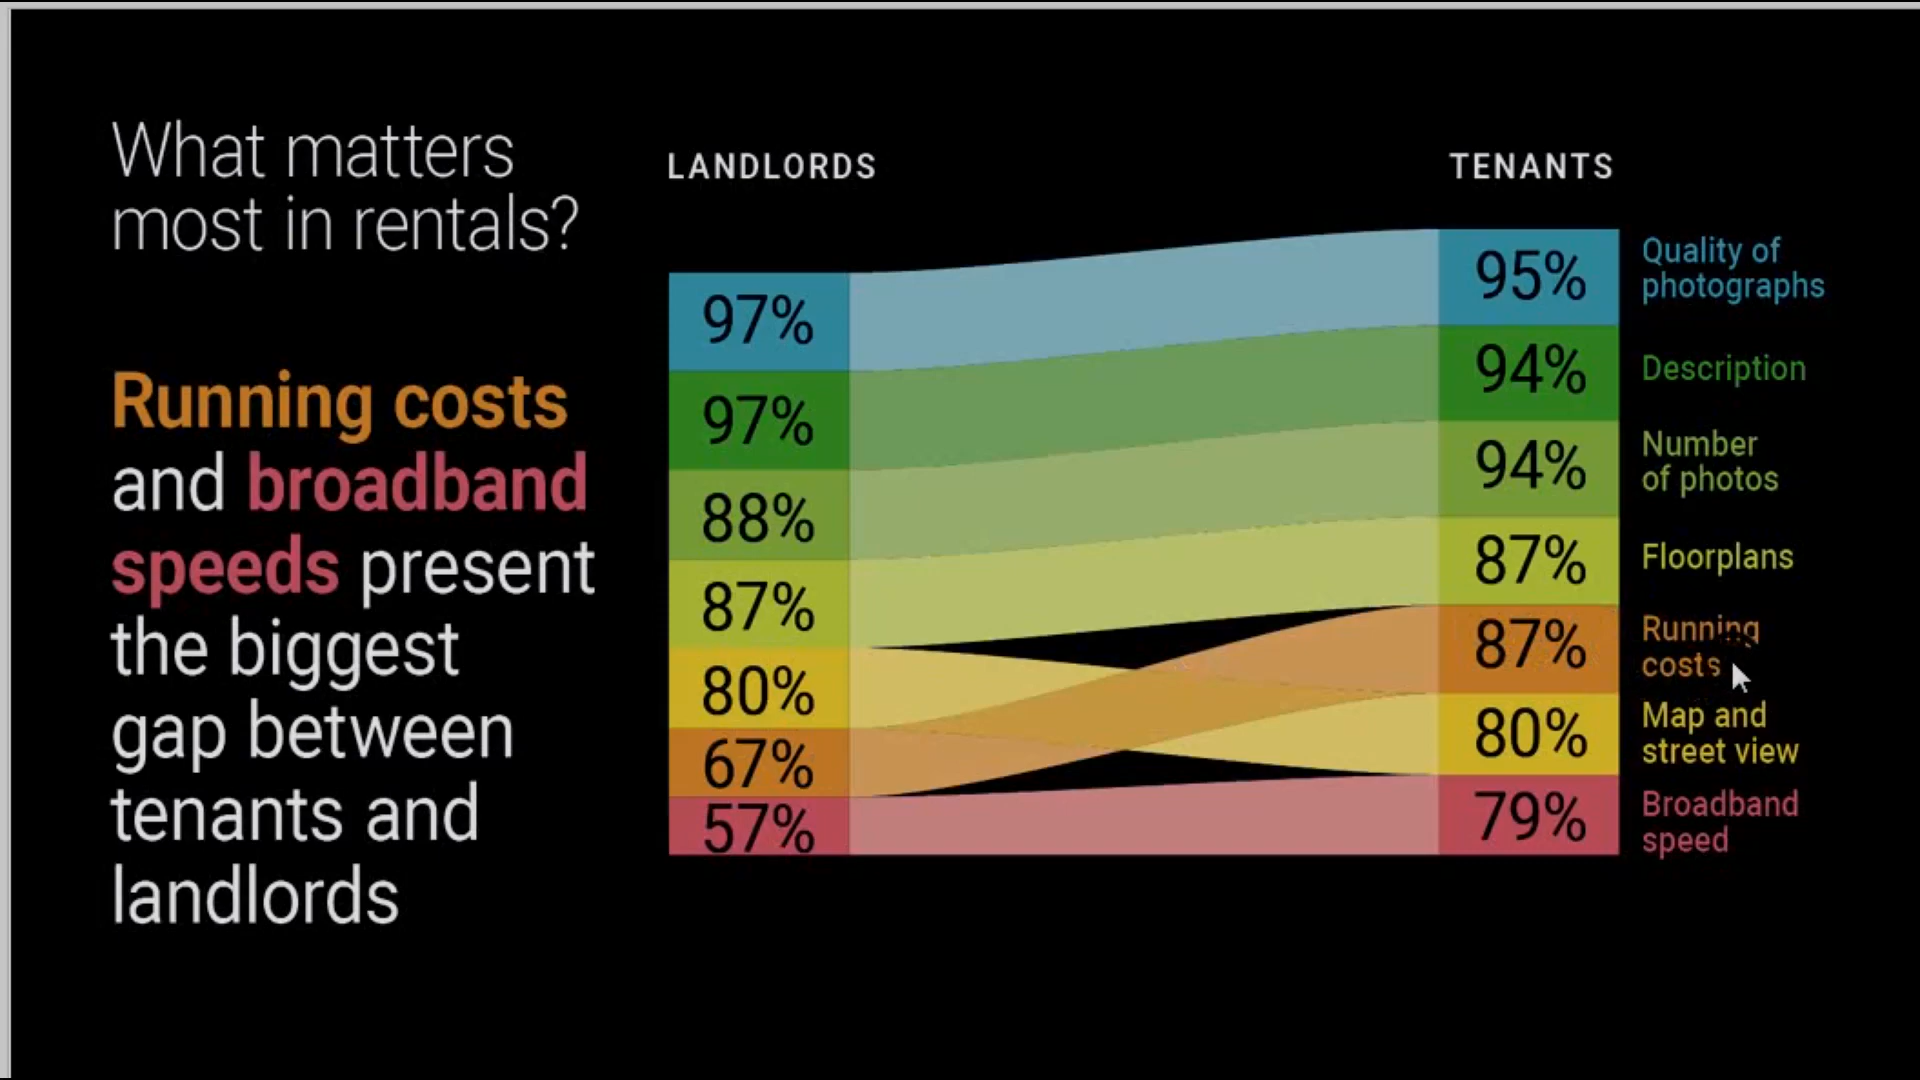 What matters
most in rentals?
Running costs
and broadband
speeds present
the biggest
gap between
tenants and
landlords
LANDLORDS
97%
97%
88%
87%
80%
67%
57%
TENANTS
95%
94%
94%
87%
87%
80%
79%
Quality of
photographs
Description
Number
of photos
Floorplans
Running
costs
Map and
street view
Broadband
speed